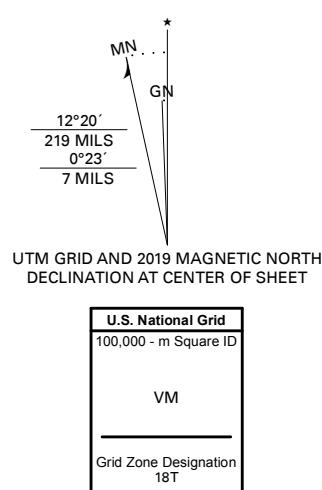 ★
MN
GN
12°20´
219 MILS
0°23´
7 MILS
UTM GRID AND 2019 MAGNETIC NORTH
DECLINATION AT CENTER OF SHEET
U.S. National Grid
100,000 - m Square ID
VM
Grid Zone Designation
18T